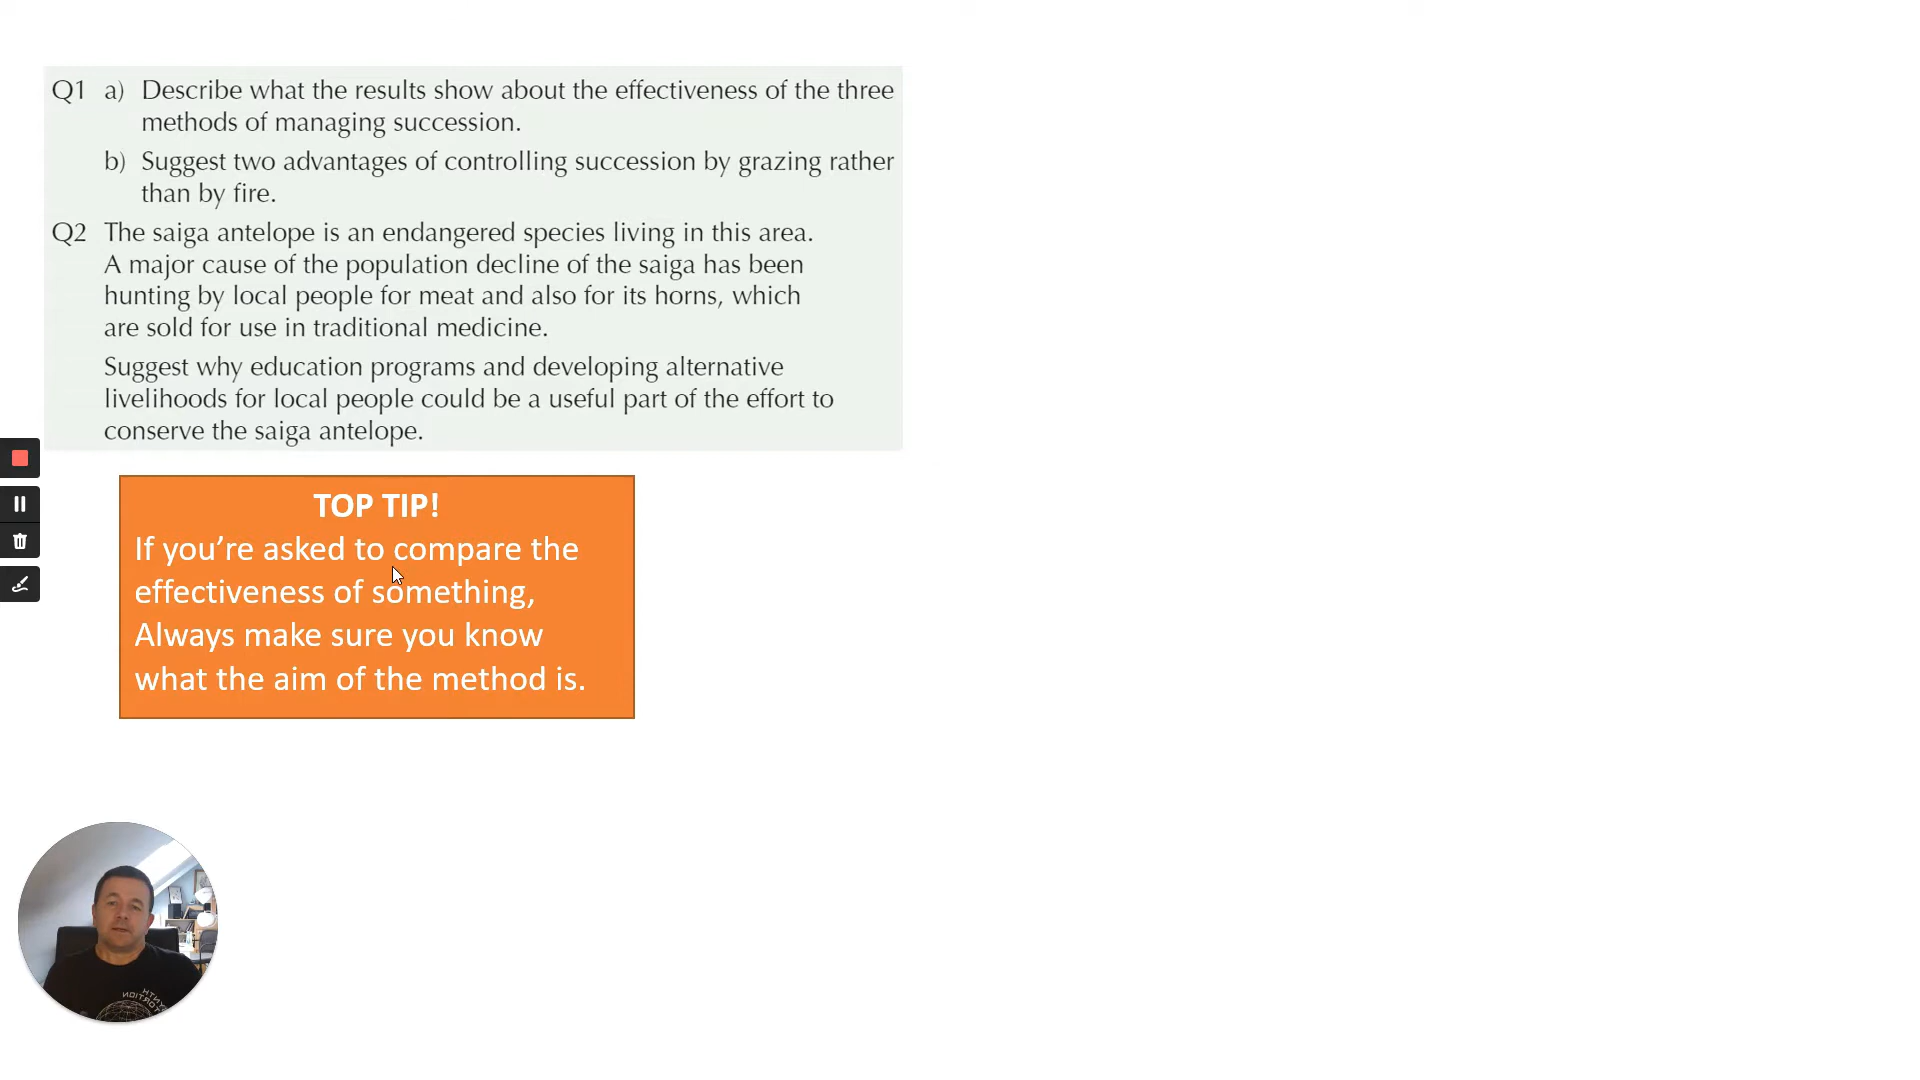 Q1 a) Describe what the results show about the effectiveness of the three
methods of managing succession.
b) Suggest two advantages of controlling succession by grazing rather
than by fire.
Q2 The saiga antelope is an endangered species living in this area.
A major cause of the population decline of the saiga has been
hunting by local people for meat and also for its horns, which
are sold for use in traditional medicine.
Suggest why education programs and developing alternative
livelihoods for local people could be a useful part of the effort to
conserve the saiga antelope.
TOP TIP!
If you're asked to compare the
effectiveness of something,
Always make sure you know
what the aim of the method is.